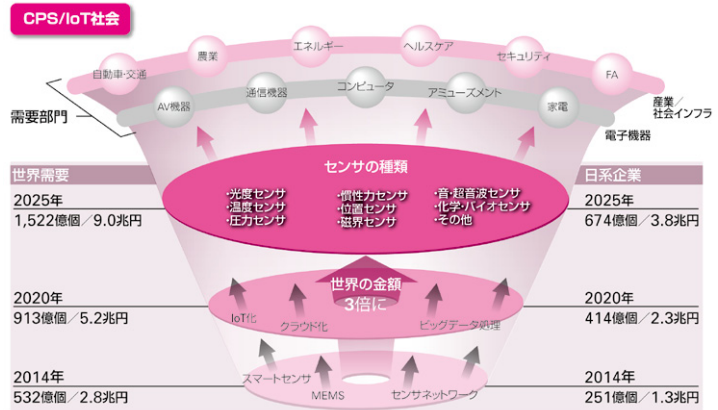 CPS/IoT社会
自動車・交通
農業
エネルギー
ヘルスケア
セキュリティ
FA
AV機器
通信機器
コンピュータ
アミューズメント
家電
産業/
社会インフラ
電子機器
需要部門
センサの種類
・光度センサ
・温度センサ
・圧力センサ
・慣性力センサ
・位置センサ
・磁界センサ
・音・超音波センサ
・化学・バイオセンサ
・その他
世界需要
2025年
1,522億個/9.0兆円
日系企業
2025年
674億個/3.8兆円
世界の金額
3倍に
2020年
913億個/5.2兆円
IoT化
クラウド化
ビッグデータ処理
2020年
414億個/2.3兆円
2014年
532億個/2.8兆円
スマートセンサ
MEMS
センサネットワーク
2014年
251億個/1.3兆円